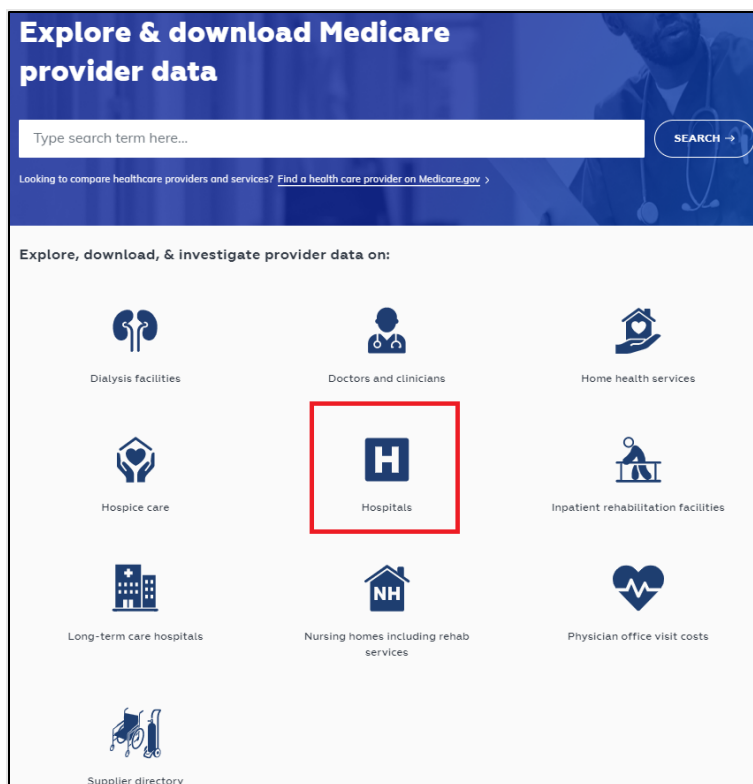 Explore & download Medicare
provider data
Type search term here...
SEARCH →
Looking to compare healthcare providers and services? Find a health care provider on Medicare.gov >
Explore, download, & investigate provider data on:
Dialysis facilities
Doctors and clinicians
Home health services
Hospice care
H
Hospitals
Inpatient rehabilitation facilities
Long-term care hospitals
NH
Nursing homes including rehab
services
Physician office visit costs
Supplier directory